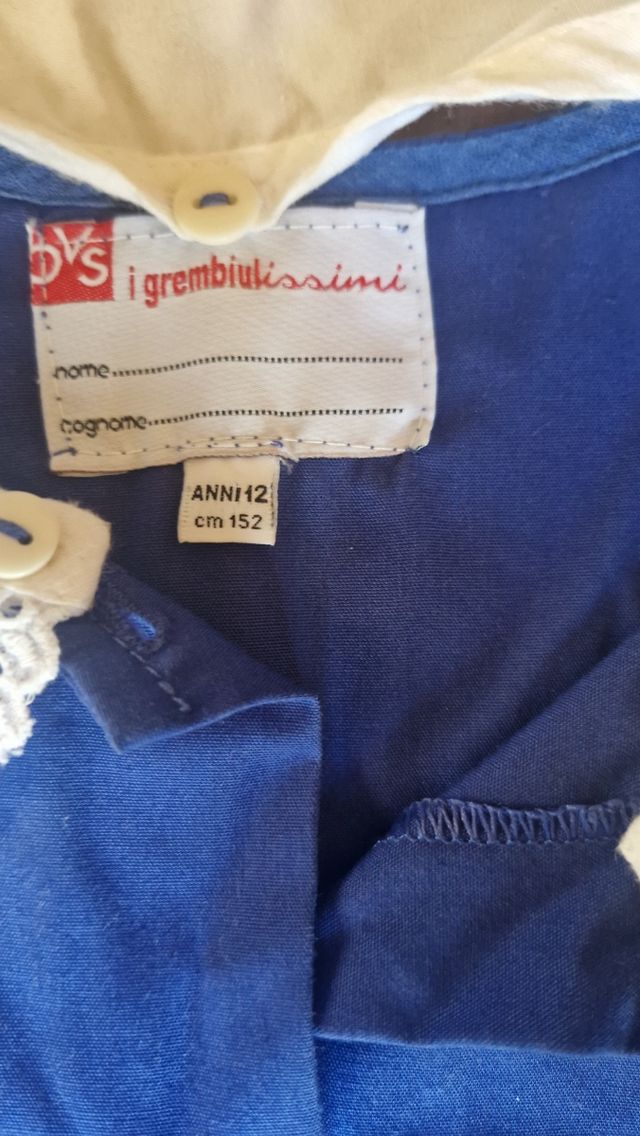 OVS
i grembiulissimi
nome
cognome
ANNI 12
cm 152